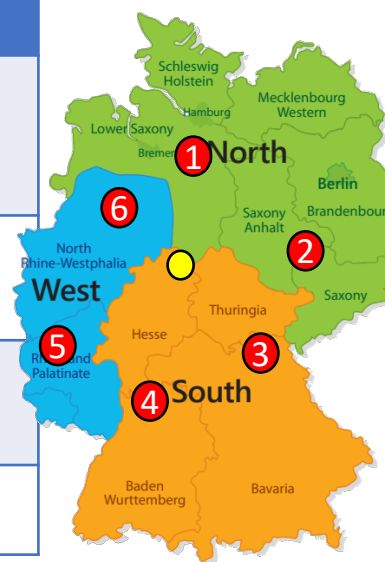 Schleswig
Holstein
Mecklenbourg
Western
Hamburg
Lower Saxony
Bremen
1
North
Berlin
6
Saxony
Anhalt
Brandenbour
2
North
Rhine-Westphalia
West
Saxony
Thuringia
Hesse
5
3
Palatinate
4
South
Baden
Wurttemberg
Bavaria